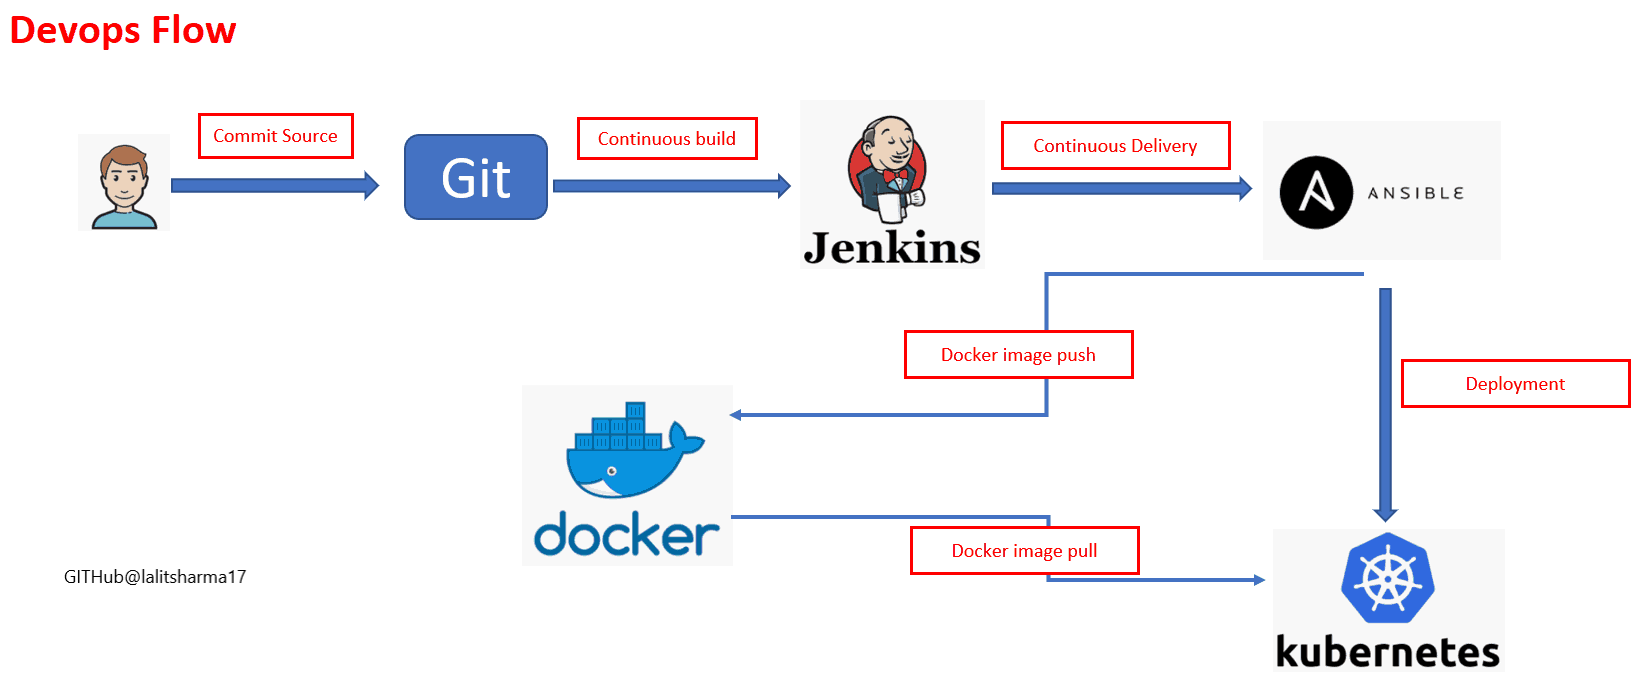 Devops Flow
Commit Source
Git
Continuous build
Jenkins
Continuous Delivery
ANSIBLE
Docker image push
Deployment
docker
Docker image pull
GITHub@lalitsharma17
kubernetes